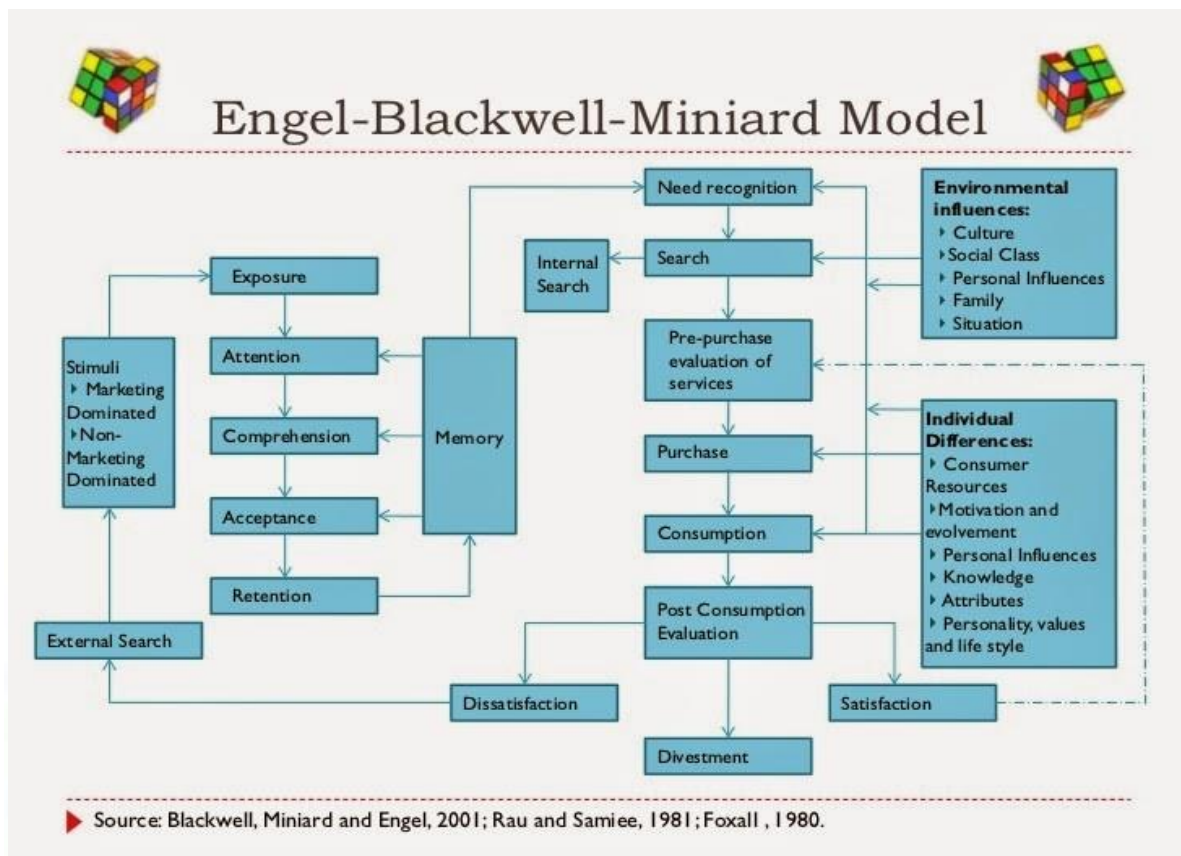 Engel-Blackwell-Miniard Model
Need recognition
Search
Internal
Search
Pre-purchase
evaluation of
services
Purchase
Consumption
Post Consumption
Evaluation
Dissatisfaction
Satisfaction
Divestment
Exposure
Attention
Comprehension
Acceptance
Retention
Memory
Stimuli
Marketing
Dominated
Non-
Marketing
Dominated
External Search
Environmental
influences:
Culture
Social Class
Personal Influences
Family
Situation
Individual
Differences:
Consumer
Resources
Motivation and
evolvement
Personal Influences
Knowledge
Attributes
Personality, values
and life style
Source: Blackwell, Miniard and Engel, 2001; Rau and Samiee, 1981; Foxall , 1980.